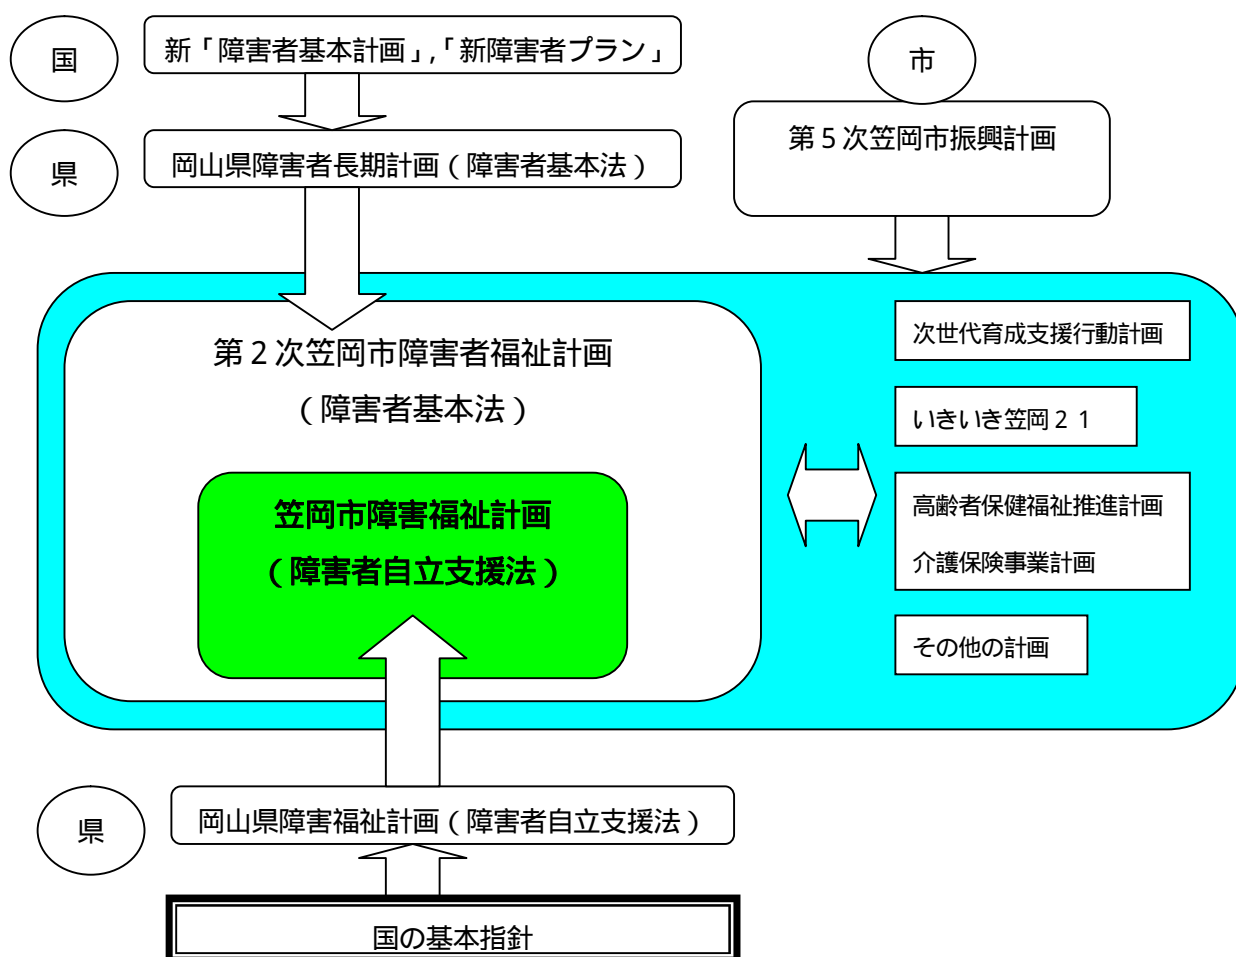 国
新「障害者基本計画」,「新障害者プラン」
市
県
岡山県障害者長期計画(障害者基本法)
第5次笠岡市振興計画
第2次笠岡市障害者福祉計画
(障害者基本法)
笠岡市障害福祉計画
(障害者自立支援法)
次世代育成支援行動計画
いきいき笠岡21
高齢者保健福祉推進計画
介護保険事業計画
その他の計画
県
岡山県障害福祉計画(障害者自立支援法)
国の基本指針